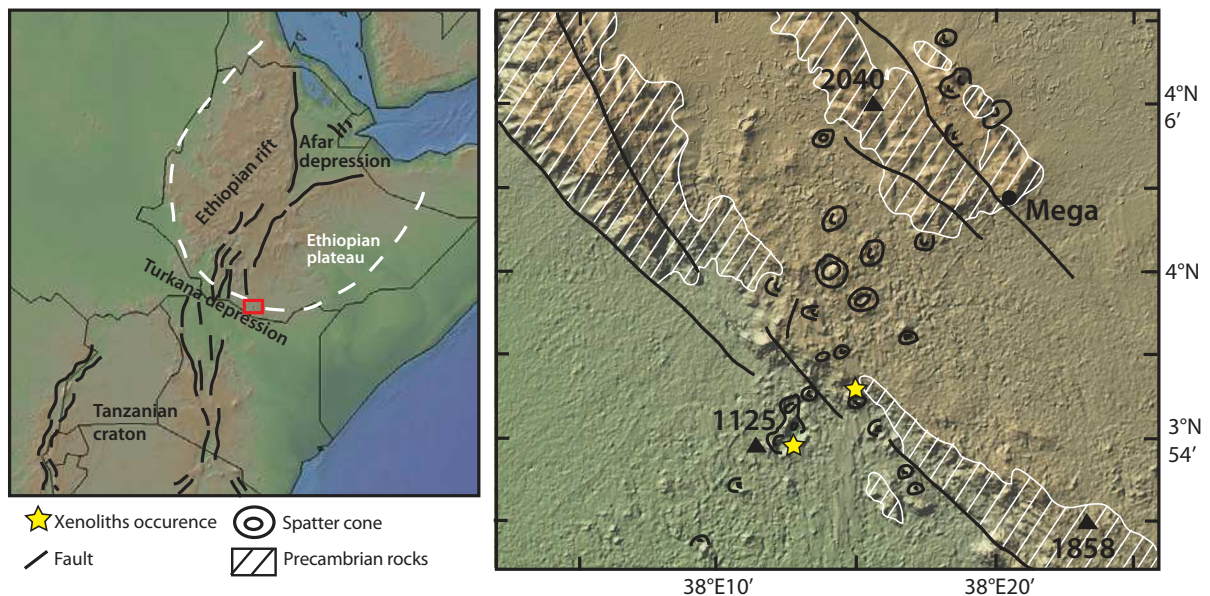 Afar
depression
Ethiopian rift
Ethiopian
plateau
Turkana depression
Tanzanian
craton
Xenoliths occurence
Spatter cone
Fault
Precambrian rocks
2040
4°N
6′
Mega
4°N
1125
3°N
54′
1858
38°E10′
38°E20′